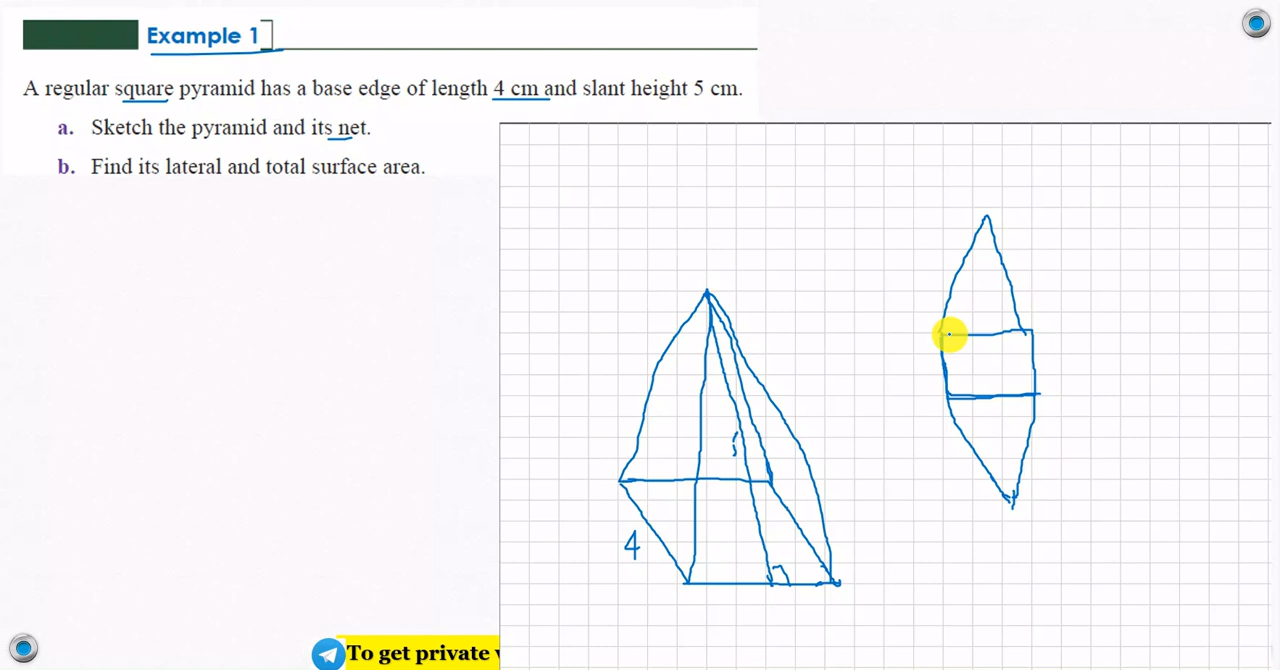 Example 1
A regular square pyramid has a base edge of length 4 cm and slant height 5 cm.
a. Sketch the pyramid and its net.
b. Find its lateral and total surface area.
4
To get private